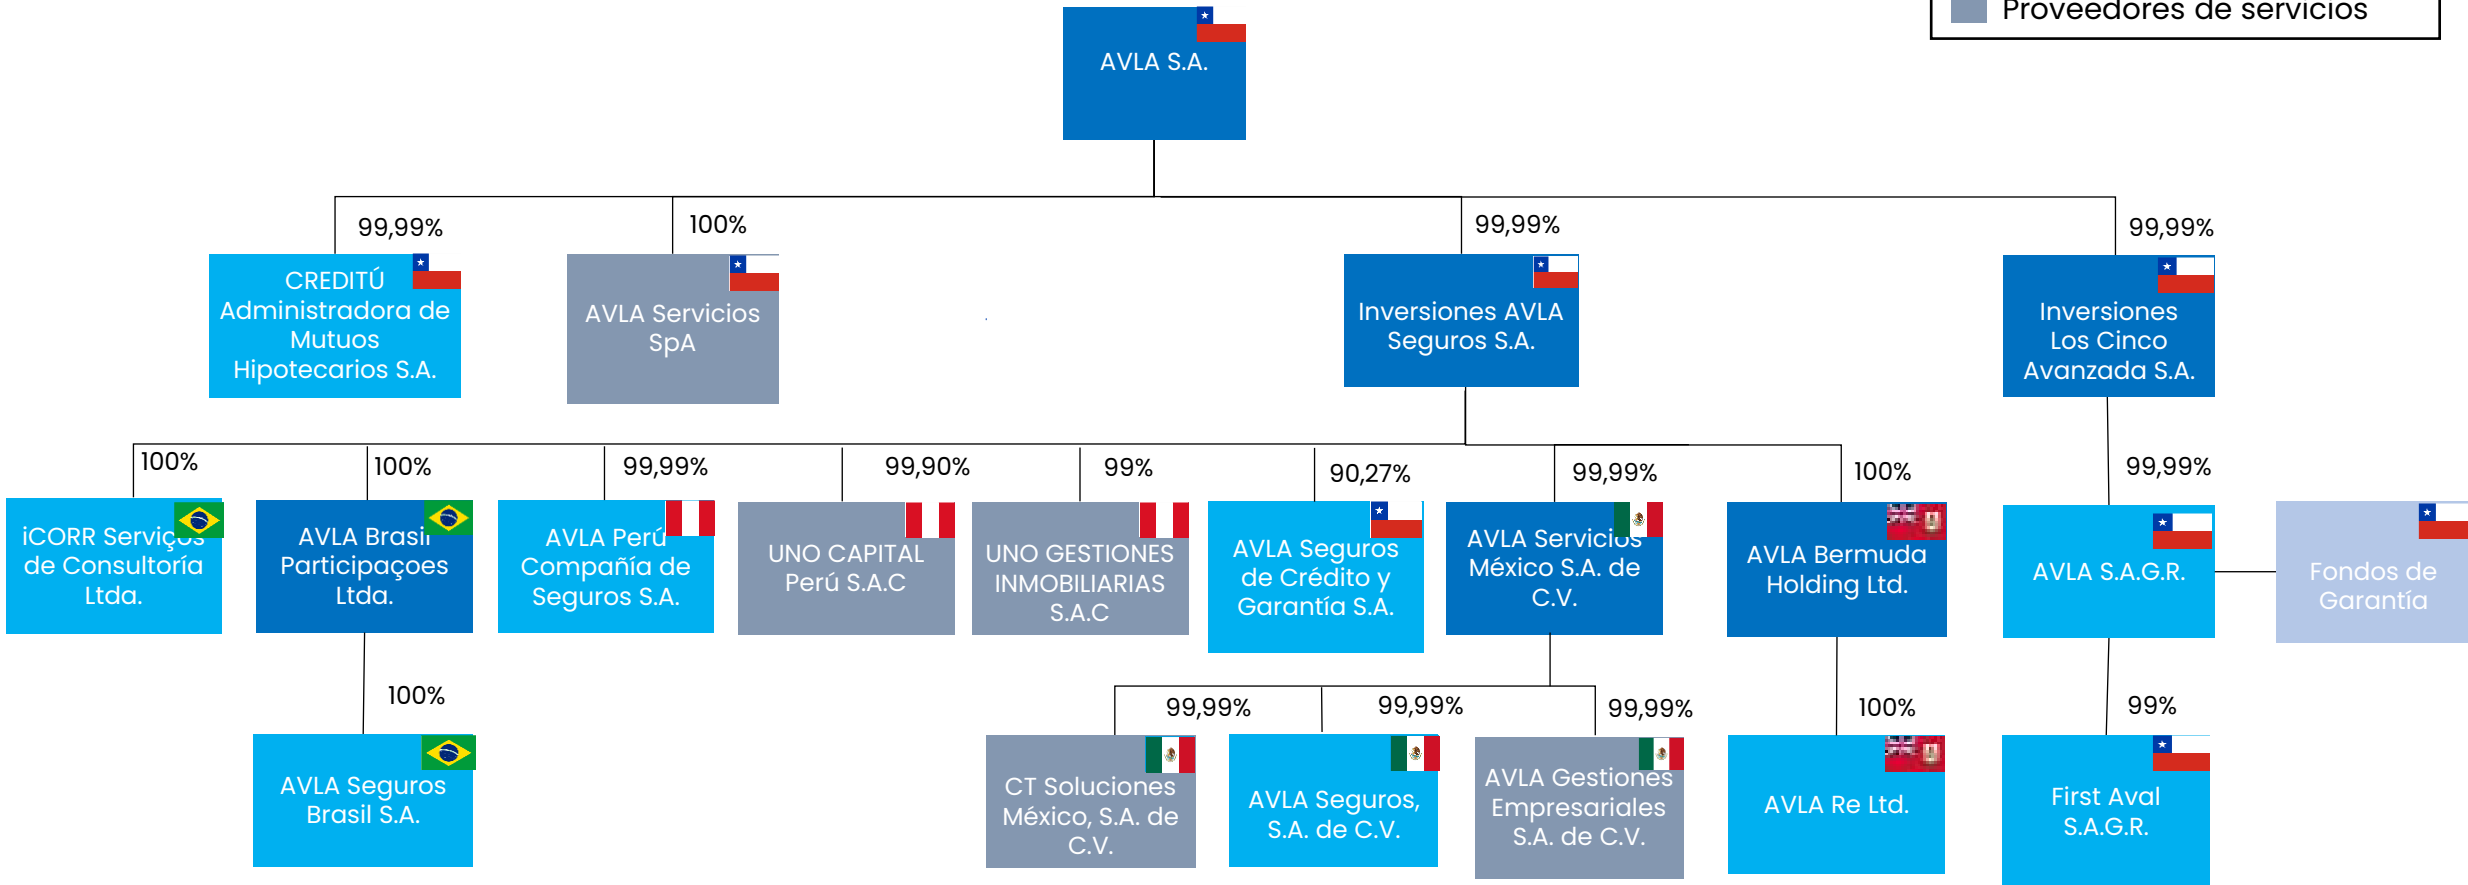 Proveedores de servicios
AVLA S.A.
99,99%
100%
99,99%
99,99%
CREDITÚ
Administradora de
Mutuos
Hipotecarios S.A.
AVLA Servicios
SpA
Inversiones AVLA
Seguros S.A.
Inversiones
Los Cinco
Avanzada S.A.
100%
100%
99,99%
99,90%
99%
90,27%
99,99%
100%
99,99%
iCORR Serviços
de Consultoría
Ltda.
AVLA Brasil
Participaçoes
Ltda.
AVLA Perú
Compañía de
Seguros S.A.
UNO CAPITAL
Perú S.A.C
UNO GESTIONES
INMOBILIARIAS
S.A.C
AVLA Seguros
de Crédito y
Garantía S.A.
AVLA Servicios
México S.A. de
C.V.
AVLA Bermuda
Holding Ltd.
AVLA S.A.G.R.
Fondos de
Garantía
100%
99,99%
99,99%
99,99%
100%
99%
AVLA Seguros
Brasil S.A.
CT Soluciones
México, S.A. de
C.V.
AVLA Seguros,
S.A. de C.V.
AVLA Gestiones
Empresariales
S.A. de C.V.
AVLA Re Ltd.
First Aval
S.A.G.R.